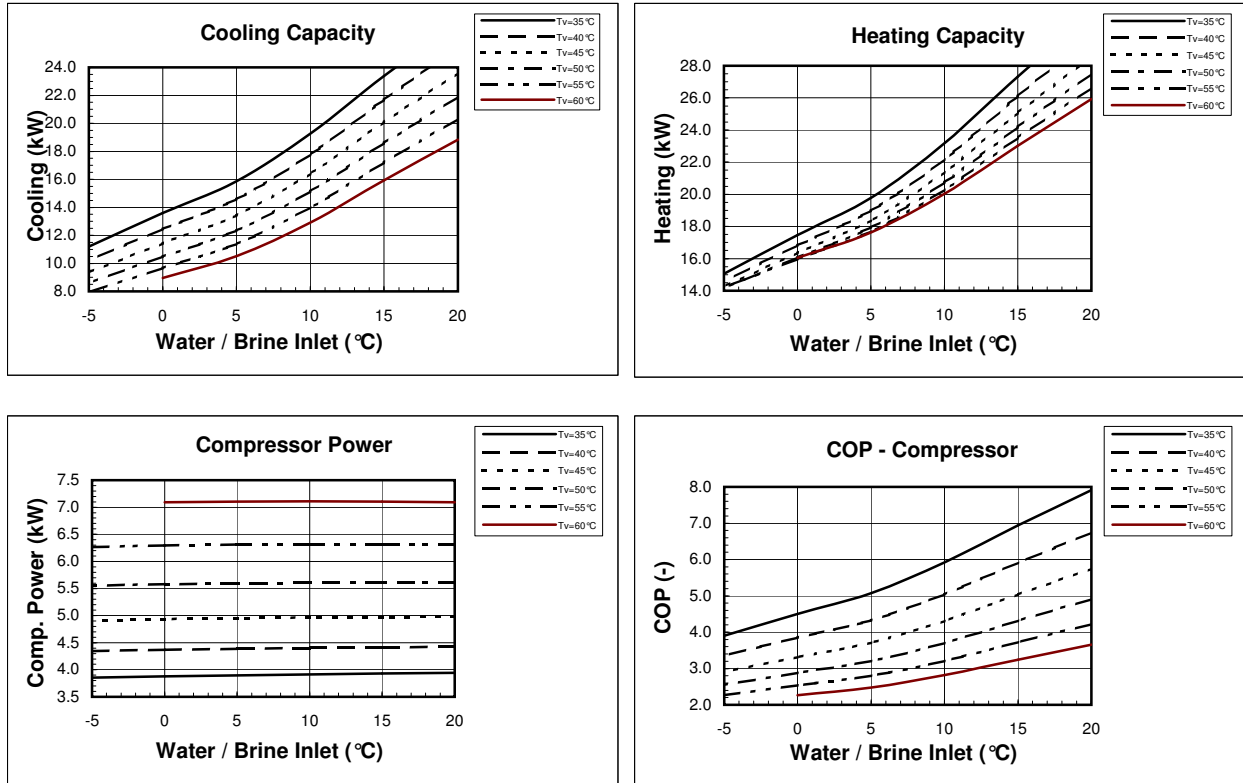 Cooling Capacity
Tv=35°C
Tv=40°C
Tv=45°C
Tv=50°C
Tv=55°C
Tv=60°C
Cooling (kW)
24.0
22.0
20.0
18.0
16.0
14.0
12.0
10.0
8.0
-5 0 5 10 15 20
Water / Brine Inlet (°C)
Heating Capacity
Tv=35°C
Tv=40°C
Tv=45°C
Tv=50°C
Tv=55°C
Tv=60°C
Heating (kW)
28.0
26.0
24.0
22.0
20.0
18.0
16.0
14.0
-5 0 5 10 15 20
Water / Brine Inlet (°C)
Compressor Power
Tv=35°C
Tv=40°C
Tv=45°C
Tv=50°C
Tv=55°C
Tv=60°C
Comp. Power (kW)
7.5
7.0
6.5
6.0
5.5
5.0
4.5
4.0
3.5
-5 0 5 10 15 20
Water / Brine Inlet (°C)
COP - Compressor
Tv=35°C
Tv=40°C
Tv=45°C
Tv=50°C
Tv=55°C
Tv=60°C
COP (-)
8.0
7.0
6.0
5.0
4.0
3.0
2.0
-5 0 5 10 15 20
Water / Brine Inlet (°C)